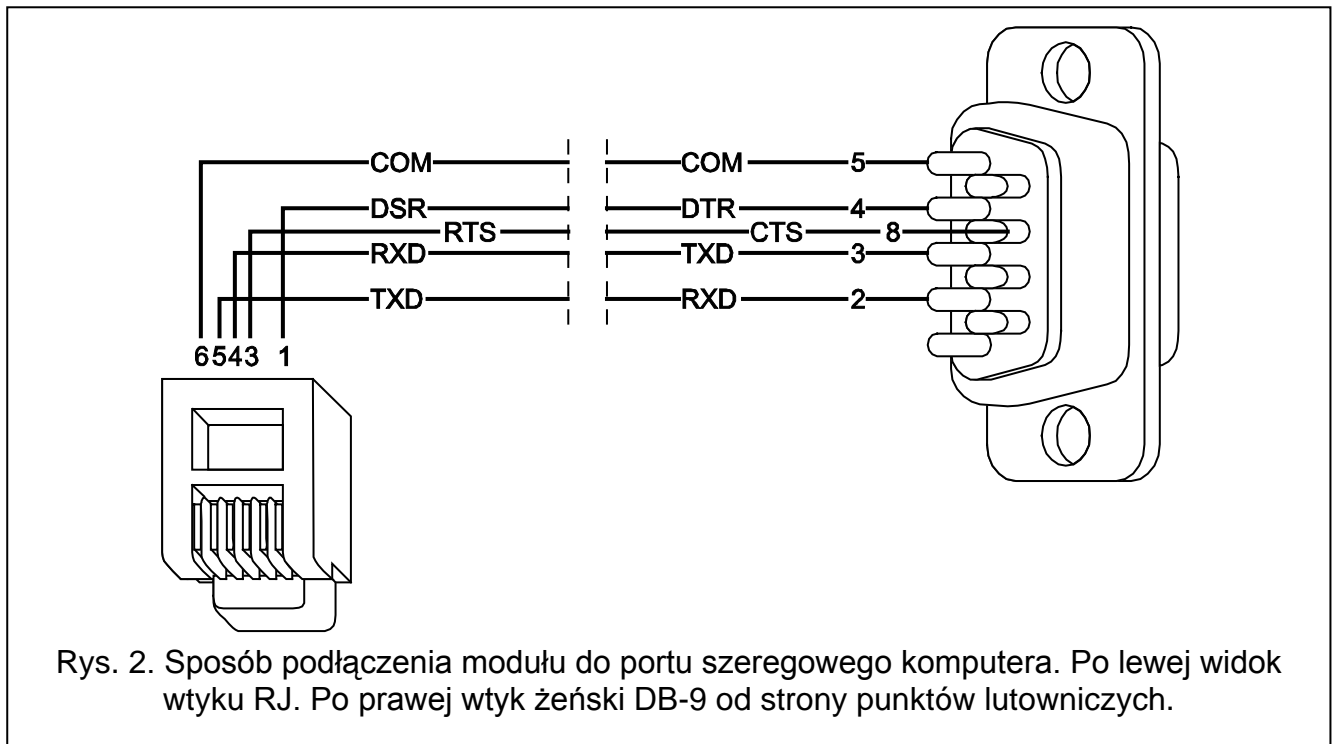 COM COM 5
DSR DTR 4
RTS CTS 8
RXD TXD 3
TXD RXD 2
6543 1
Rys. 2. Sposób podłączenia modułu do portu szeregowego komputera. Po lewej widok
wtyku RJ. Po prawej wtyk żeński DB-9 od strony punktów lutowniczych.